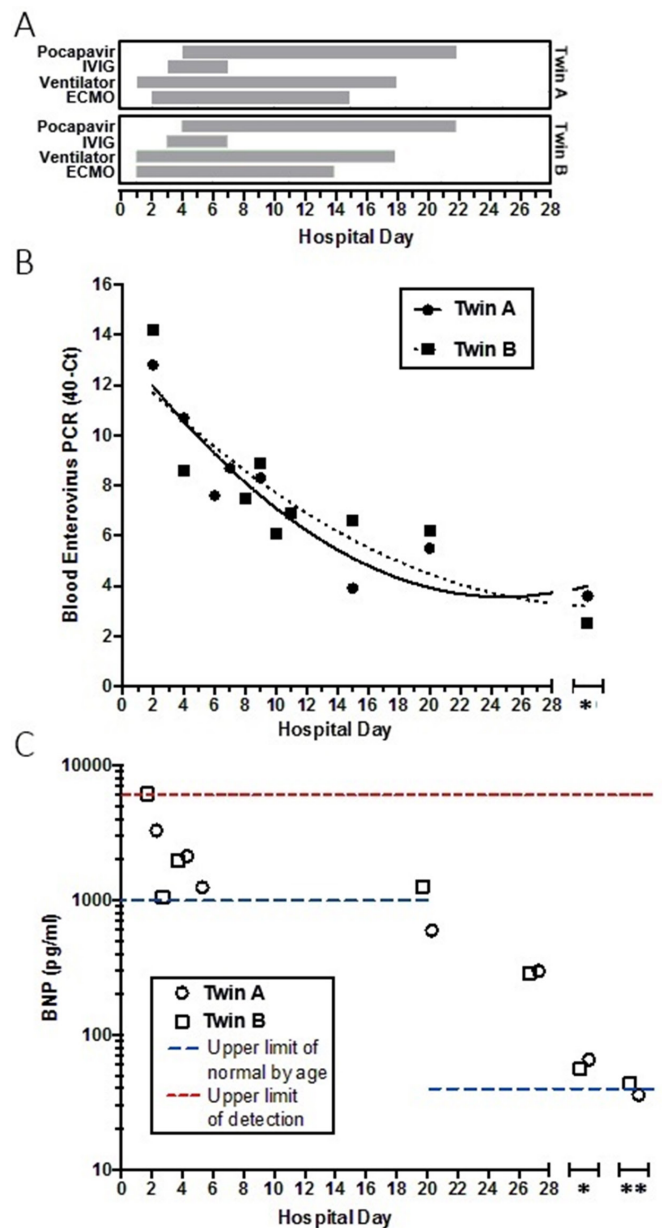 A
Pocapavir
IVIG
Ventilator
ECMO
Twin A
Pocapavir
IVIG
Ventilator
ECMO
Twin B
0 2 4 6 8 10 12 14 16 18 20 22 24 26 28
Hospital Day
B
16
14
12
10
8
6
4
2
0
Blood Enterovirus PCR (40-Ct)
Twin A
Twin B
0 2 4 6 8 10 12 14 16 18 20 22 24 26 28 *
Hospital Day
C
10000
1000
100
10
BNP (pg/ml)
Twin A
Twin B
Upper limit of
normal by age
Upper limit
of detection
0 2 4 6 8 10 12 14 16 18 20 22 24 26 28 * **
Hospital Day